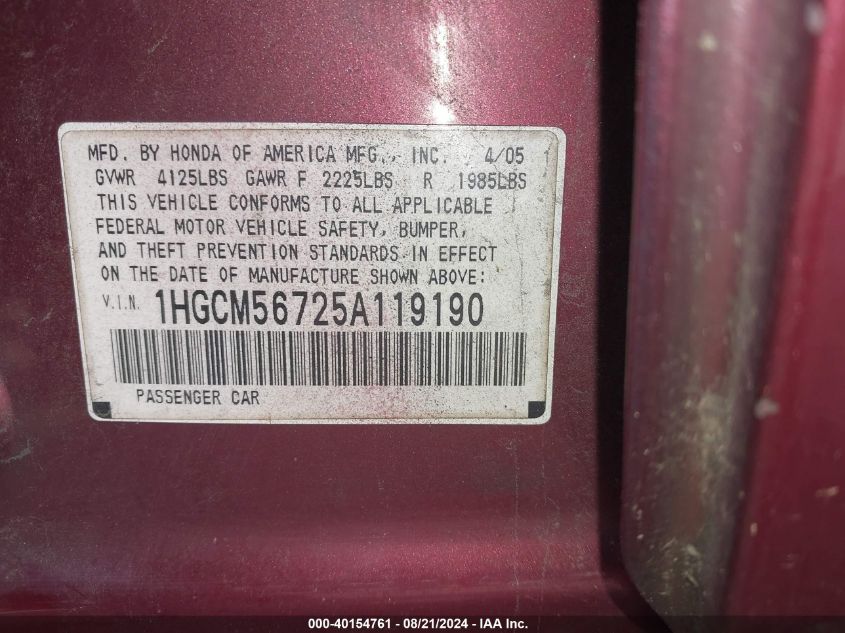 MFD. BY HONDA OF AMERICA MFG., INC. 4/05
GVWR 4125LBS GAWR F 2225LBS R 1985LBS
THIS VEHICLE CONFORMS TO ALL APPLICABLE
FEDERAL MOTOR VEHICLE SAFETY, BUMPER,
AND THEFT PREVENTION STANDARDS IN EFFECT
ON THE DATE OF MANUFACTURE SHOWN ABOVE:
V.I.N. 1HGCM56725A119190
PASSENGER CAR
000-40154761 - 08/21/2024 - IAA Inc.